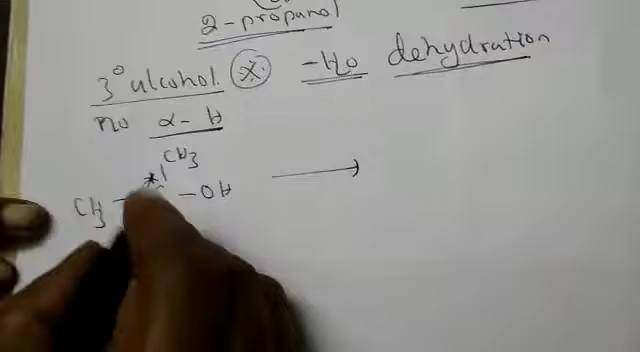 2-propanol
3° alcohol (x) -H2O dehydration
no α-H
CH3
*
CH3 - -OH →